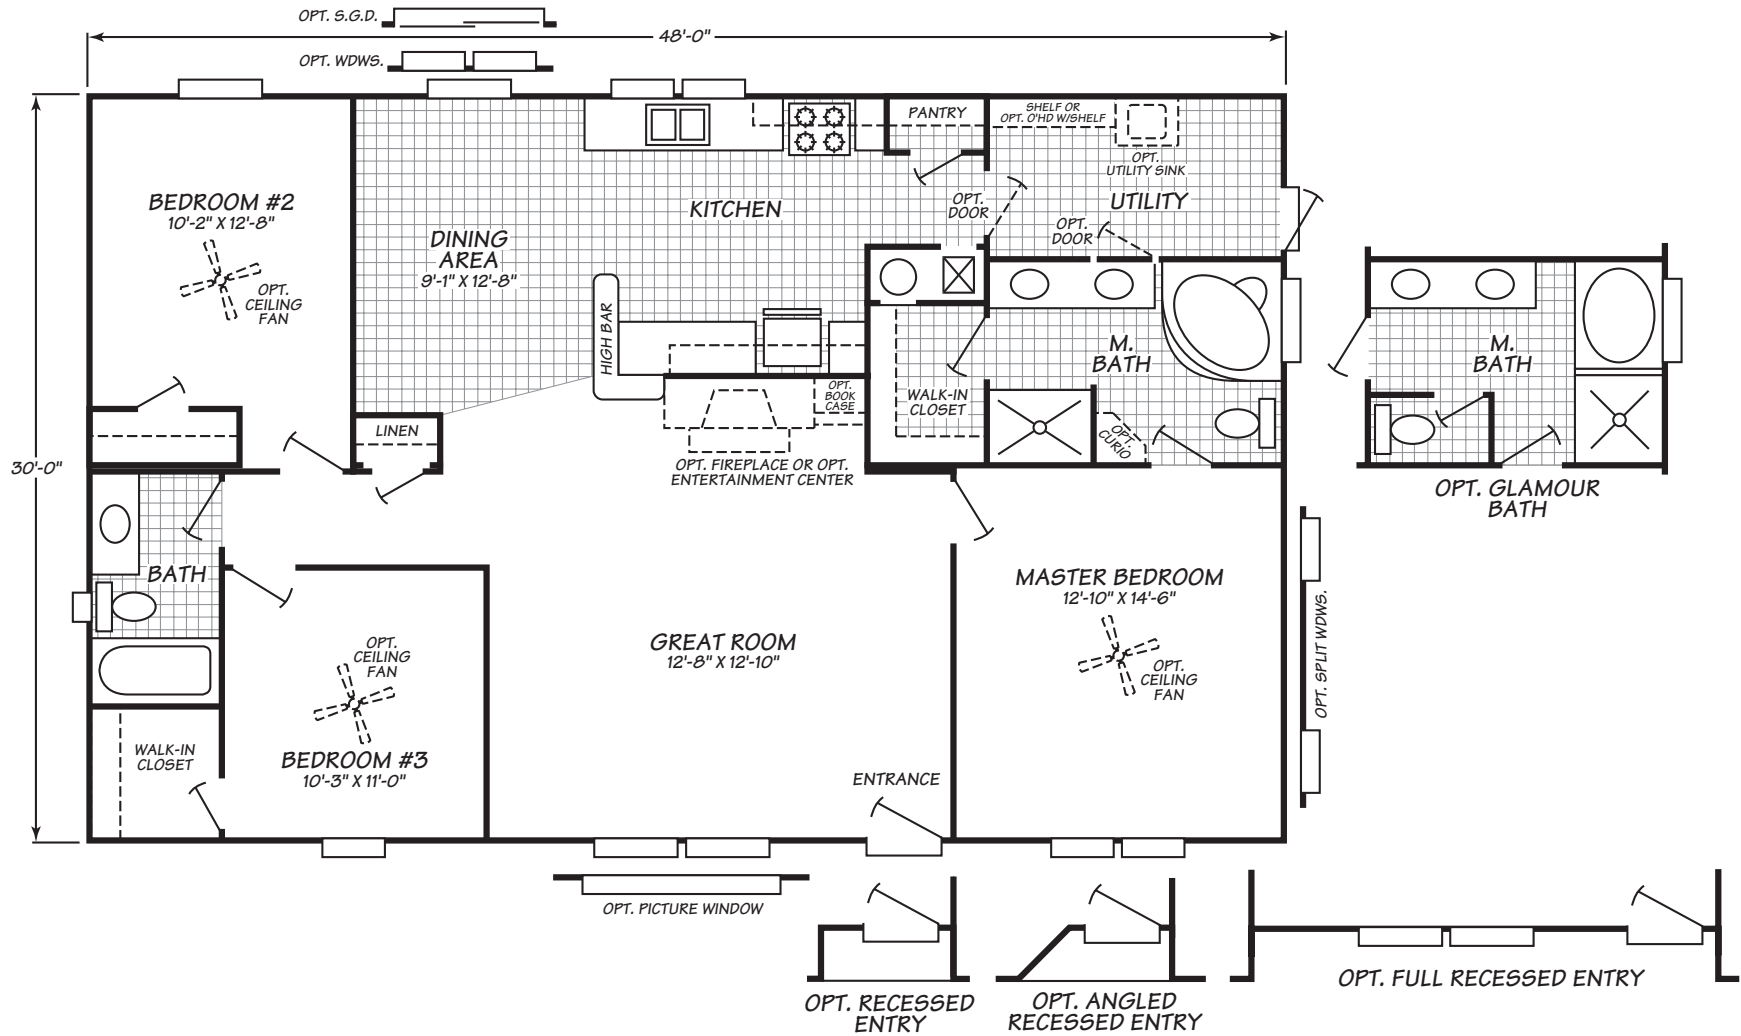 OPT. S.G.D.
48'-0"
OPT. WDWS.
PANTRY
SHELF OR
OPT. O'HD W/SHELF
OPT.
UTILITY SINK
BEDROOM #2
10'-2" X 12'-8"
KITCHEN
OPT.
DOOR
UTILITY
OPT.
DOOR
DINING
AREA
9'-1" X 12'-8"
OPT.
CEILING
FAN
HIGH BAR
M.
BATH
M.
BATH
OPT.
BOOK
CASE
WALK-IN
CLOSET
LINEN
OPT.
CURIO
30'-0"
OPT. FIREPLACE OR OPT.
ENTERTAINMENT CENTER
OPT. GLAMOUR
BATH
BATH
MASTER BEDROOM
12'-10" X 14'-6"
OPT. SPLIT WDWS.
GREAT ROOM
12'-8" X 12'-10"
OPT.
CEILING
FAN
OPT.
CEILING
FAN
WALK-IN
CLOSET
BEDROOM #3
10'-3" X 11'-0"
ENTRANCE
OPT. PICTURE WINDOW
OPT. RECESSED
ENTRY
OPT. ANGLED
RECESSED ENTRY
OPT. FULL RECESSED ENTRY